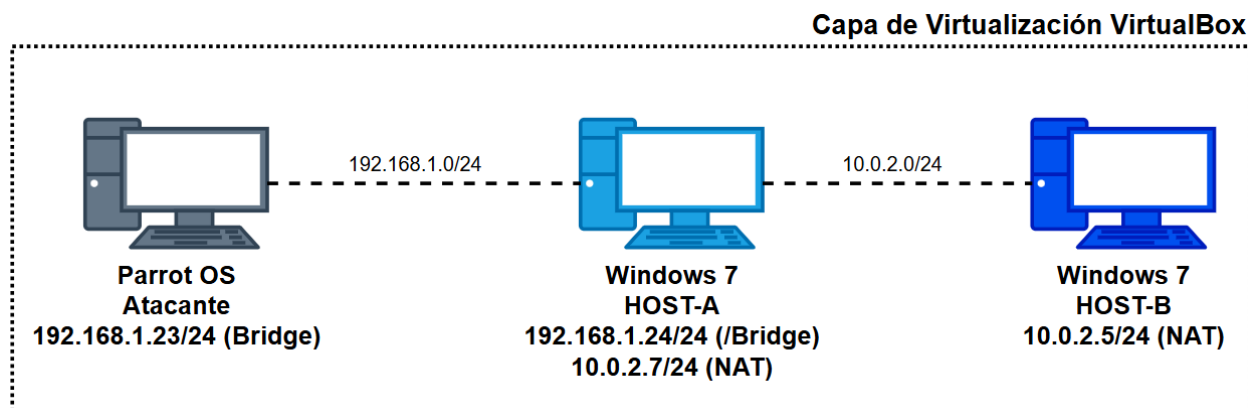 Capa de Virtualización VirtualBox
192.168.1.0/24
10.0.2.0/24
Parrot OS
Atacante
192.168.1.23/24 (Bridge)
Windows 7
HOST-A
192.168.1.24/24 (/Bridge)
10.0.2.7/24 (NAT)
Windows 7
HOST-B
10.0.2.5/24 (NAT)